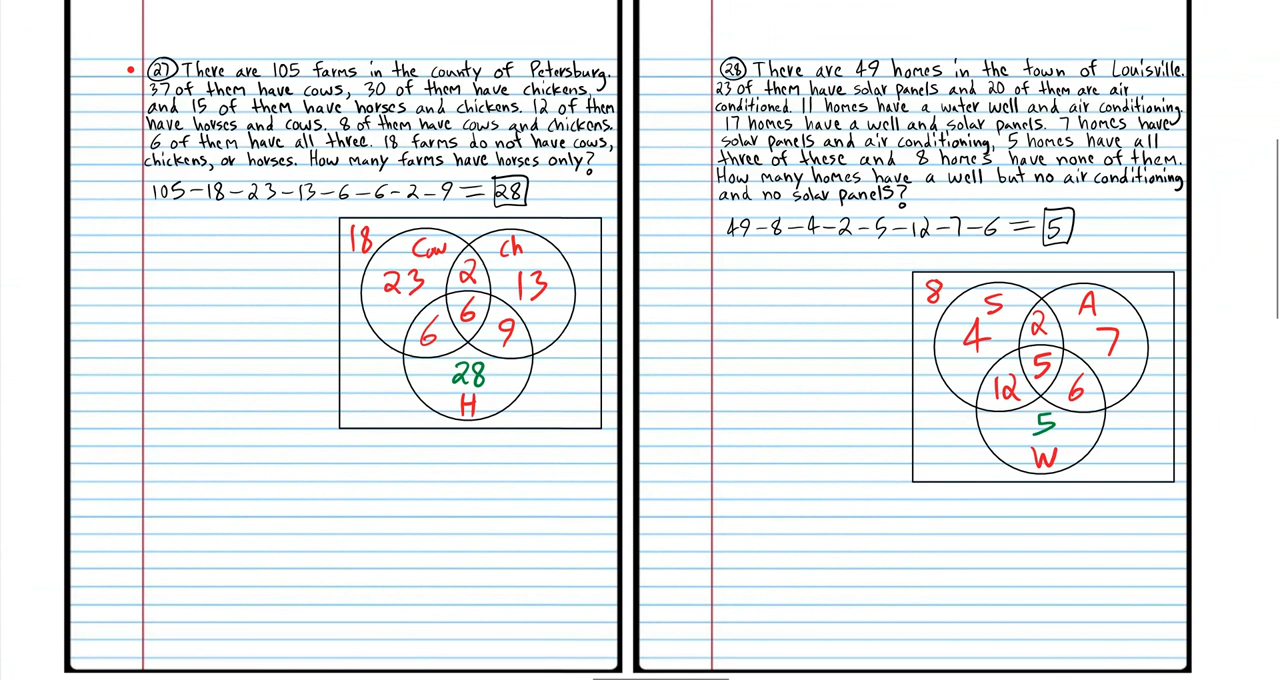 (27) There are 105 farms in the county of Petersburg.
37 of them have cows, 30 of them have chickens,
and 15 of them have horses and chickens. 12 of them
have horses and cows. 8 of them have cows and chickens.
6 of them have all three. 18 farms do not have cows,
chickens, or horses. How many farms have horses only?
105-18-23-13-6-6-2-9=28
18
Cow
Ch
23
2
13
6
6
9
28
H
(28) There are 49 homes in the town of Louisville.
23 of them have solar panels and 20 of them are air
conditioned. 11 homes have a water well and air conditioning.
17 homes have a well and solar panels. 7 homes have
solar panels and air conditioning, 5 homes have all
three of these and 8 homes have none of them.
How many homes have a well but no air conditioning
and no solar panels?
49-8-4-2-5-12-7-6=5
8
S
A
4
2
7
5
12
6
5
W